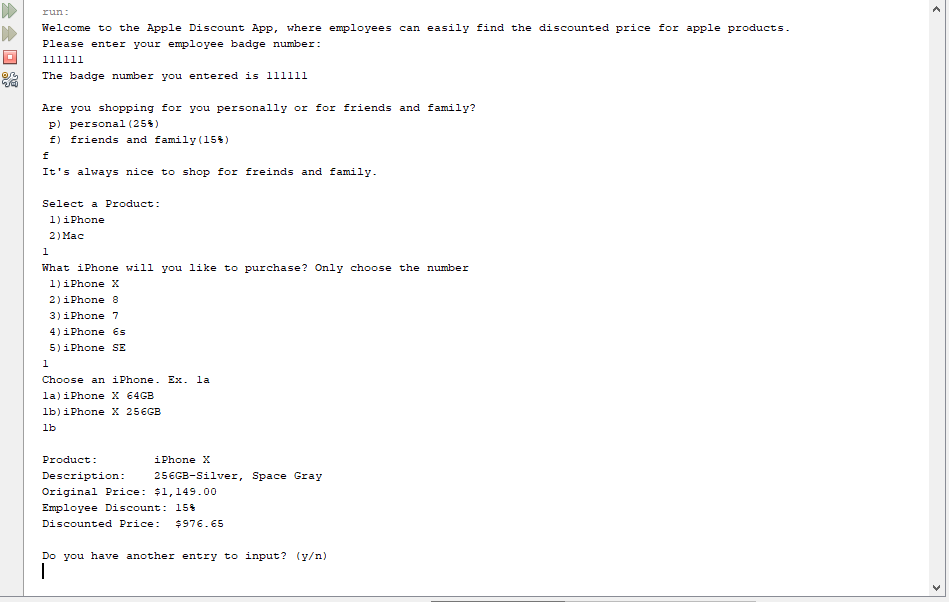 run:
Welcome to the Apple Discount App, where employees can easily find the discounted price for apple products.
Please enter your employee badge number:
111111
The badge number you entered is 111111
Are you shopping for you personally or for friends and family?
p) personal(25%)
f) friends and family(15%)
f
It's always nice to shop for freinds and family.
Select a Product:
1)iPhone
2)Mac
1
What iPhone will you like to purchase? Only choose the number
1)iPhone X
2)iPhone 8
3)iPhone 7
4)iPhone 6s
5)iPhone SE
1
Choose an iPhone. Ex. 1a
1a)iPhone X 64GB
1b)iPhone X 256GB
1b
Product:        iPhone X
Description:    256GB-Silver, Space Gray
Original Price: $1,149.00
Employee Discount: 15%
Discounted Price:  $976.65
Do you have another entry to input? (y/n)